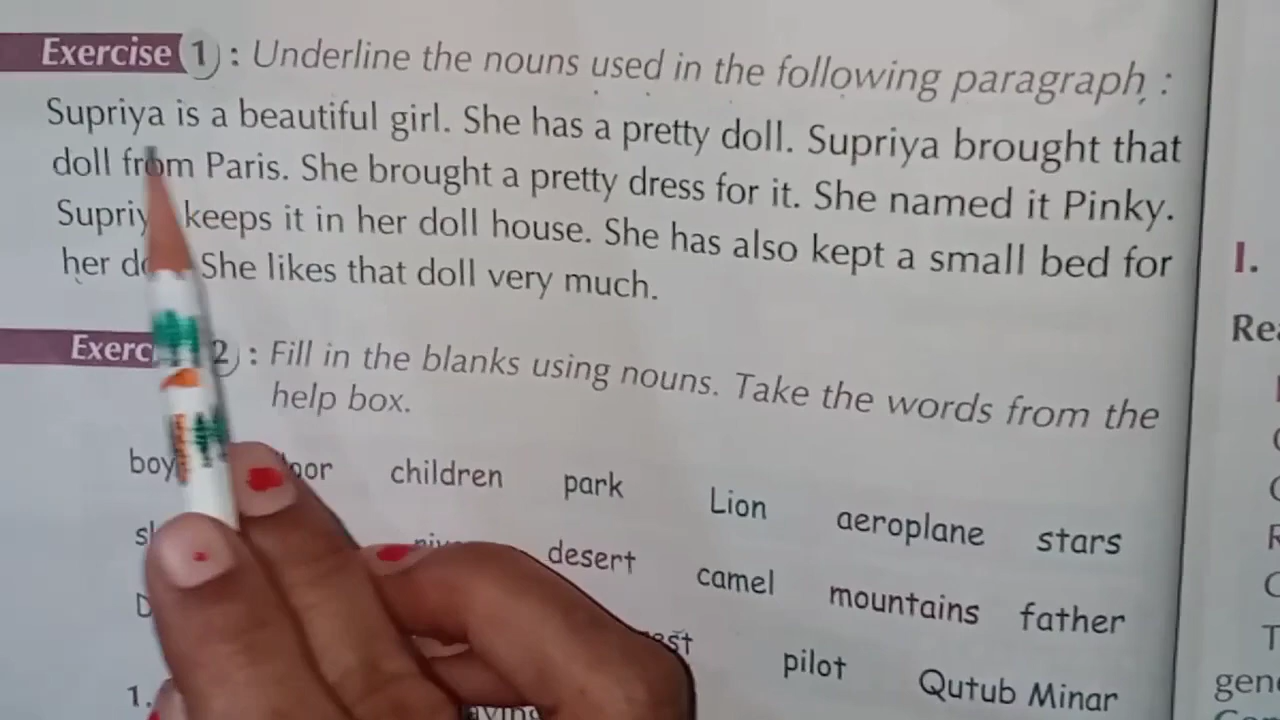 Exercise 1 : Underline the nouns used in the following paragraph :
Supriya is a beautiful girl. She has a pretty doll. Supriya brought that
doll from Paris. She brought a pretty dress for it. She named it Pinky.
keeps it in her doll house. She has also kept a small bed for
her She likes that doll very much.
2 : Fill in the blanks using nouns. Take the words from the
help box.
boy children park Lion aeroplane stars
desert camel mountains father
pilot Qutub Minar
1.
I.